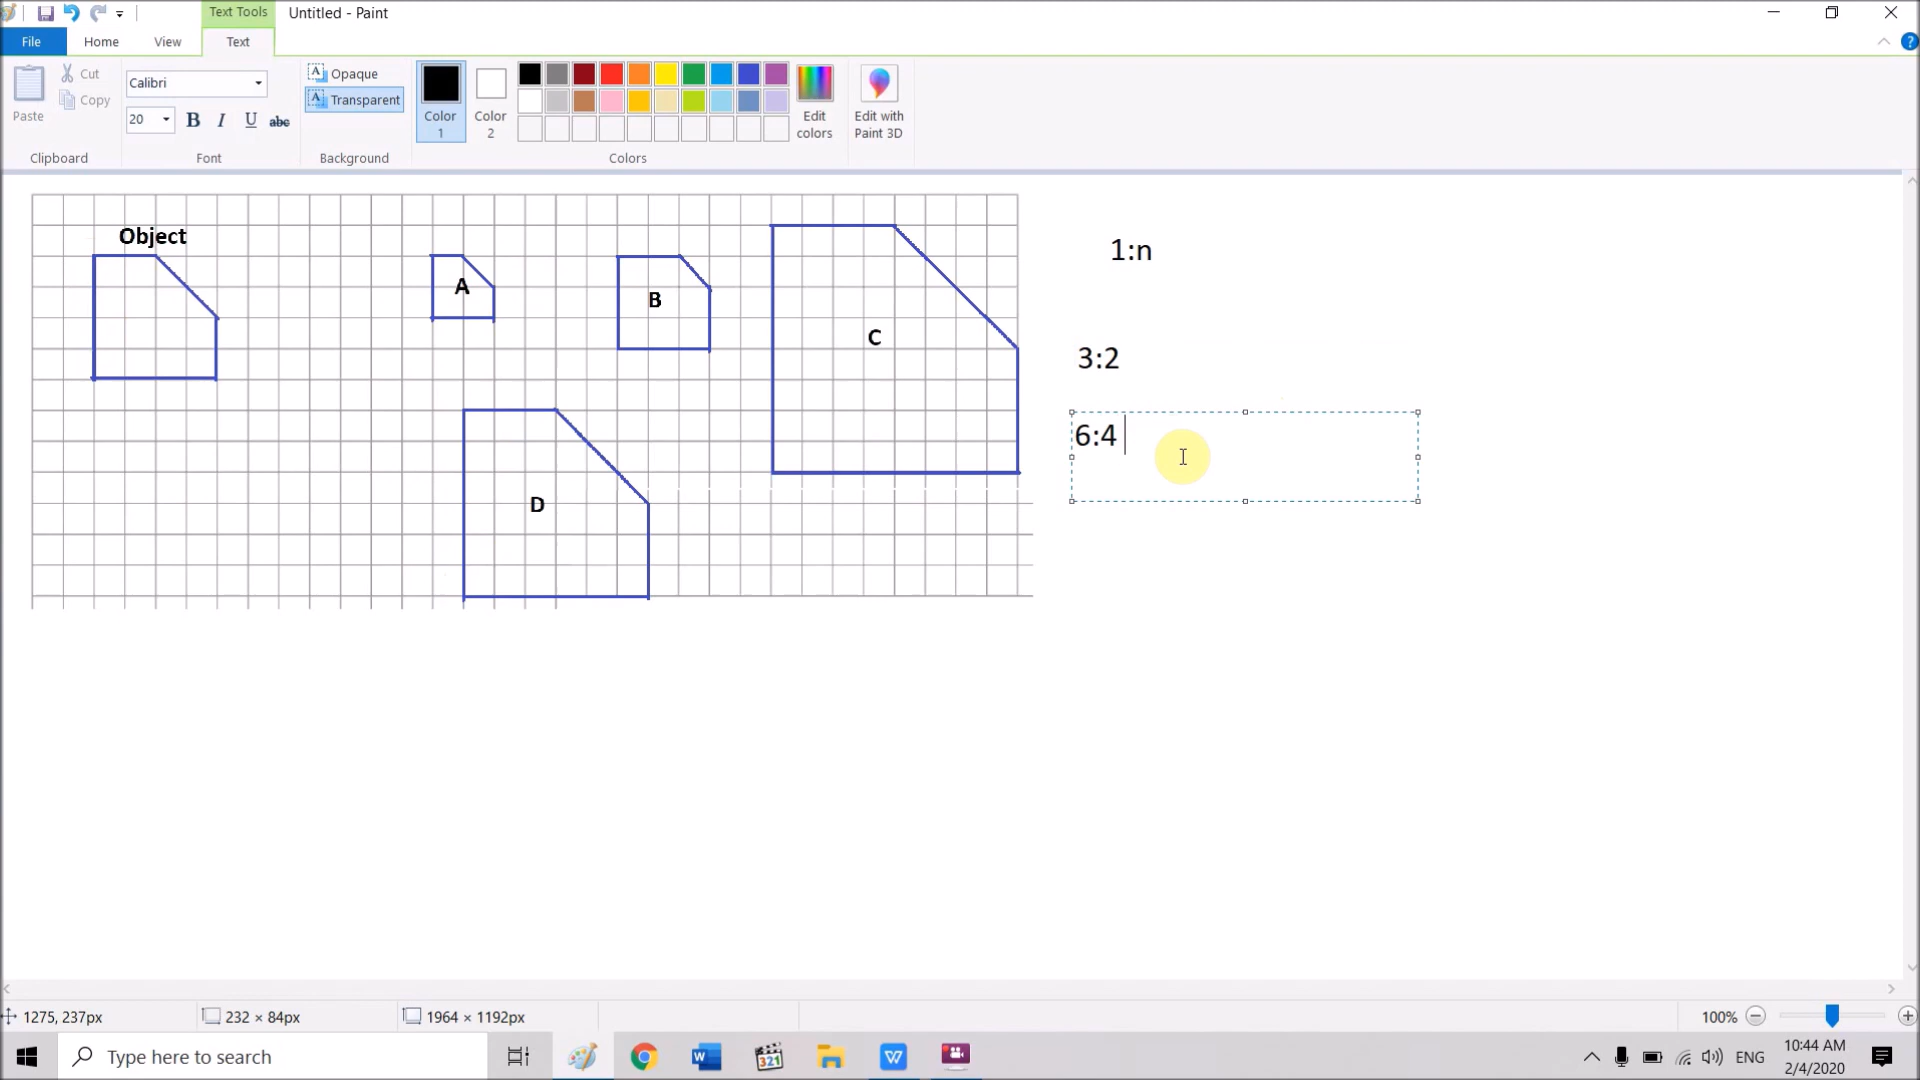 Text Tools
Untitled - Paint
File
Home
View
Text
Paste
Cut
Copy
Clipboard
Calibri
20
B I U abc
Font
Opaque
Transparent
Background
Color 1
Color 2
Edit colors
Colors
Edit with Paint 3D
Object
A
B
C
D
1:n
3:2
6:4
1275, 237px
232 × 84px
1964 × 1192px
100%
Type here to search
W
321
W
ENG
10:44 AM
2/4/2020